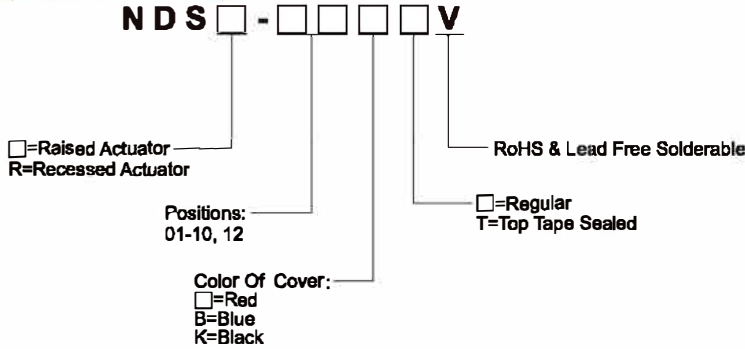 NDS□-□□□□V
□=Raised Actuator
R=Recessed Actuator
RoHS & Lead Free Solderable
Positions:
01-10, 12
□=Regular
T=Top Tape Sealed
Color Of Cover:
□=Red
B=Blue
K=Black